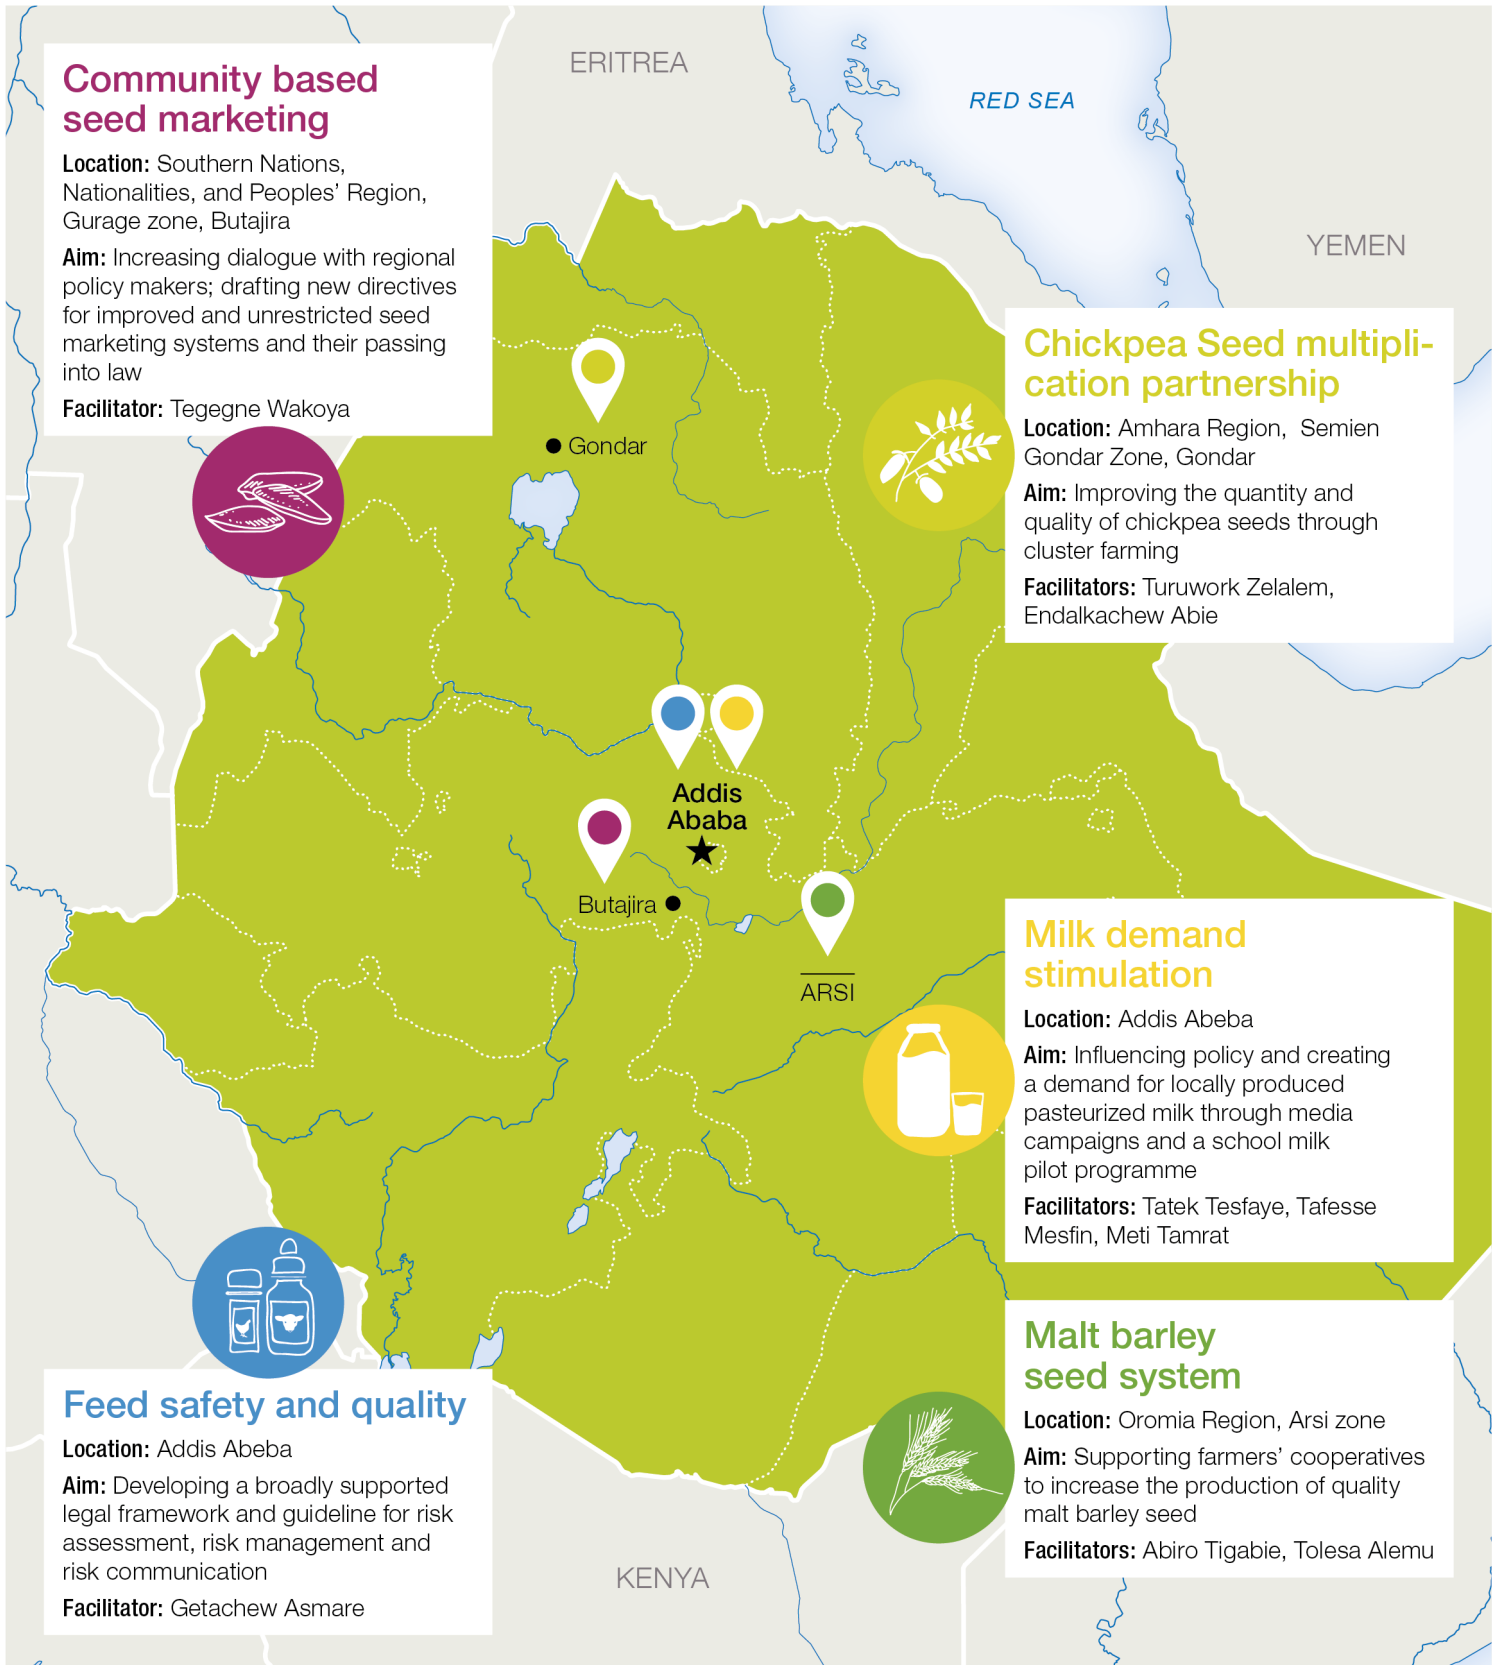 ERITREA
RED SEA
YEMEN
Community based
seed marketing
Location: Southern Nations,
Nationalities, and Peoples’ Region,
Gurage zone, Butajira
Aim: Increasing dialogue with regional
policy makers; drafting new directives
for improved and unrestricted seed
marketing systems and their passing
into law
Facilitator: Tegegne Wakoya
Chickpea Seed multipli-
cation partnership
Location: Amhara Region, Semien
Gondar Zone, Gondar
Aim: Improving the quantity and
quality of chickpea seeds through
cluster farming
Facilitators: Turuwork Zelalem,
Endalkachew Abie
Gondar
Addis
Ababa
Butajira
ARSI
Milk demand
stimulation
Location: Addis Abeba
Aim: Influencing policy and creating
a demand for locally produced
pasteurized milk through media
campaigns and a school milk
pilot programme
Facilitators: Tatek Tesfaye, Tafesse
Mesfin, Meti Tamrat
Feed safety and quality
Location: Addis Abeba
Aim: Developing a broadly supported
legal framework and guideline for risk
assessment, risk management and
risk communication
Facilitator: Getachew Asmare
Malt barley
seed system
Location: Oromia Region, Arsi zone
Aim: Supporting farmers’ cooperatives
to increase the production of quality
malt barley seed
Facilitators: Abiro Tigabie, Tolesa Alemu
KENYA